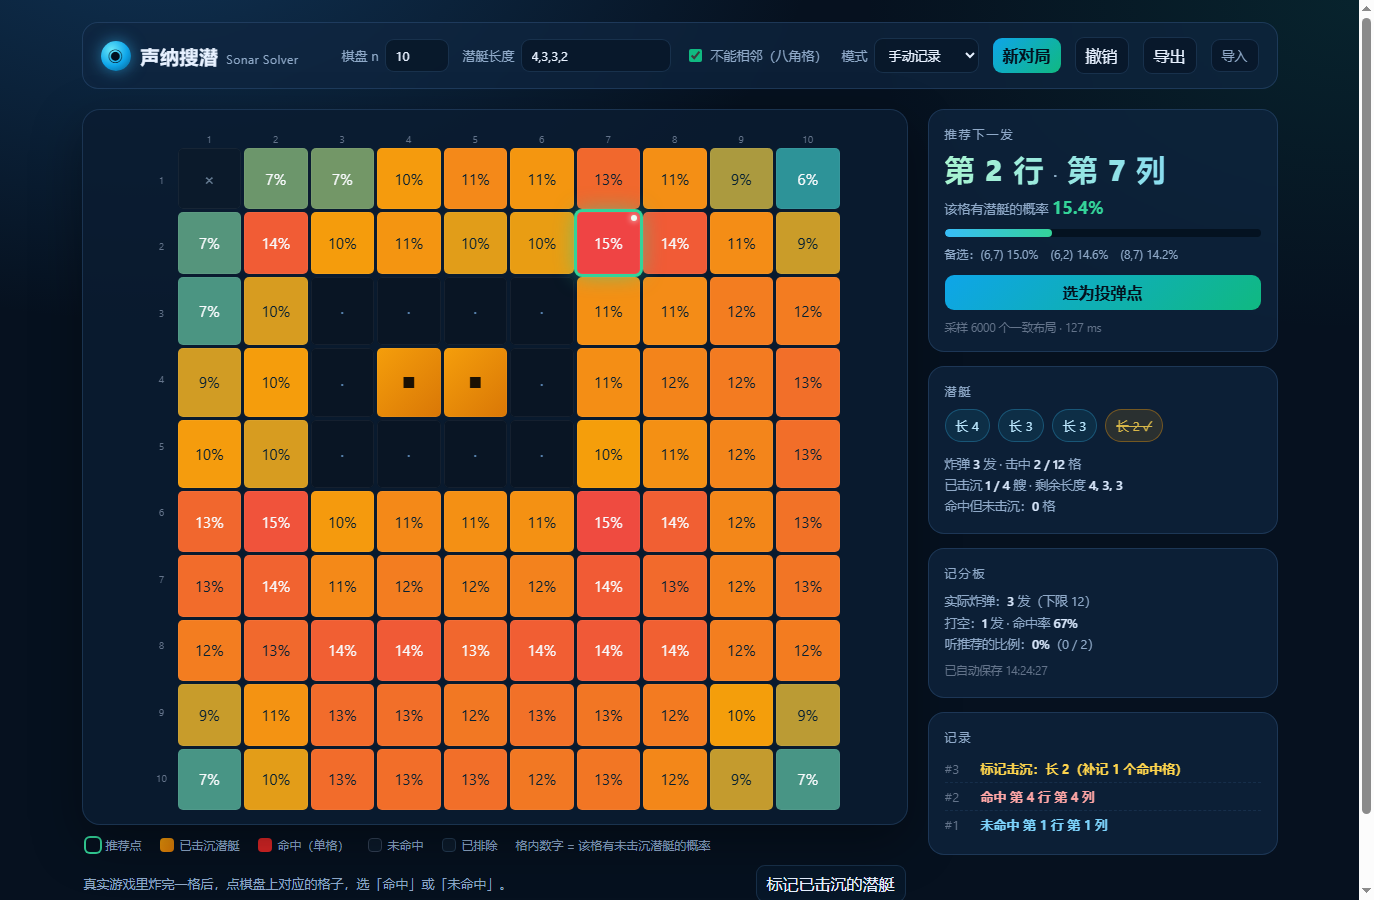 声纳搜潜 Sonar Solver 棋盘 n 10 潜艇长度 4,3,3,2 不能相邻（八角格） 模式 手动记录 新对局 撤销 导出 导入
1 2 3 4 5 6 7 8 9 10
1 × 7% 7% 10% 11% 11% 13% 11% 9% 6%
2 7% 14% 10% 11% 10% 10% 15% 14% 11% 9%
3 7% 10% · · · · 11% 11% 12% 12%
4 9% 10% · ■ ■ · 11% 12% 12% 13%
5 10% 10% · · · · 10% 11% 12% 13%
6 13% 15% 10% 11% 11% 11% 15% 14% 12% 13%
7 13% 14% 11% 12% 12% 12% 14% 13% 12% 13%
8 12% 13% 14% 14% 13% 14% 14% 14% 12% 12%
9 9% 11% 13% 13% 12% 13% 13% 12% 10% 9%
10 7% 10% 13% 13% 13% 12% 13% 12% 9% 7%
推荐点 已击沉潜艇 命中（单格） 未命中 已排除 格内数字 = 该格有未击沉潜艇的概率
真实游戏里炸完一格后，点棋盘上对应的格子，选「命中」或「未命中」。
标记已击沉的潜艇
推荐下一发
第 2 行 · 第 7 列
该格有潜艇的概率 15.4%
备选：(6,7) 15.0% (6,2) 14.6% (8,7) 14.2%
选为投弹点
采样 6000 个一致布局 · 127 ms
潜艇
长 4 长 3 长 3 长 2 ✓
炸弹 3 发 · 击中 2 / 12 格
已击沉 1 / 4 艘 · 剩余长度 4, 3, 3
命中但未击沉：0 格
记分板
实际炸弹：3 发（下限 12）
打空：1 发 · 命中率 67%
听推荐的比例：0%（0 / 2）
已自动保存 14:24:27
记录
#3 标记击沉：长 2（补记 1 个命中格）
#2 命中 第 4 行 第 4 列
#1 未命中 第 1 行 第 1 列